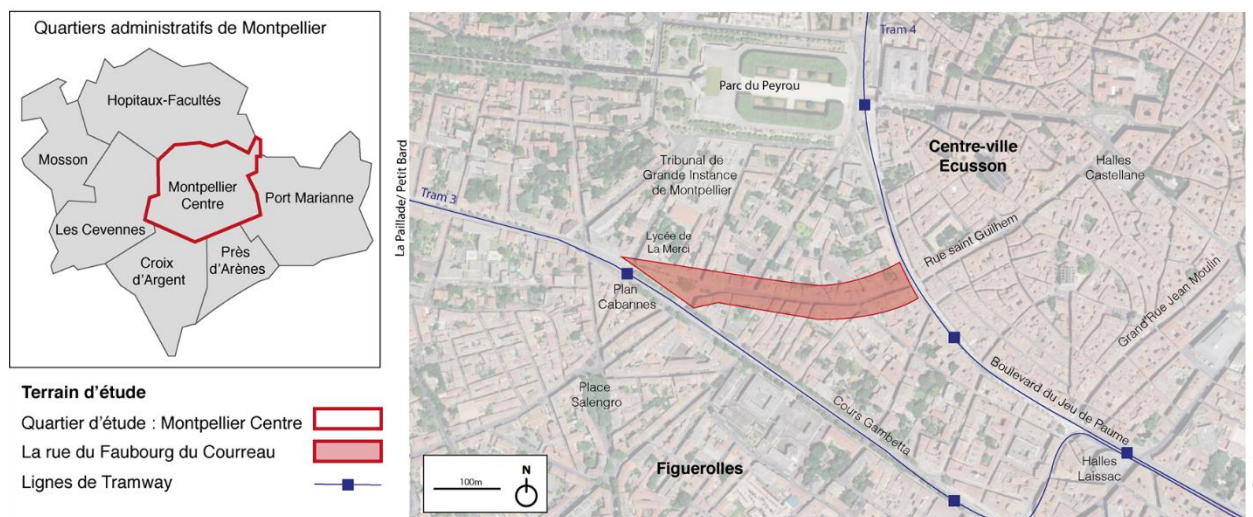 Quartiers administratifs de Montpellier
Hopitaux-Facultés
Mosson
Montpellier
Centre
Port Marianne
Les Cevennes
Près
d'Arènes
Croix
d'Argent
Terrain d'étude
Quartier d'étude : Montpellier Centre
La rue du Faubourg du Courreau
Lignes de Tramway
Tram 4
Parc du Peyrou
Centre-ville
Ecusson
Halles
Castellane
Tribunal de
Grande Instance
de Montpellier
La Paillade/ Petit Bard
Tram 3
Lycée de
La Merci
Rue saint Guilhem
Plan
Cabannes
Grand'Rue Jean Moulin
Boulevard du Jeu de Paume
Place
Salengro
Cours Gambetta
Figuerolles
Halles
Laissac
100m
N